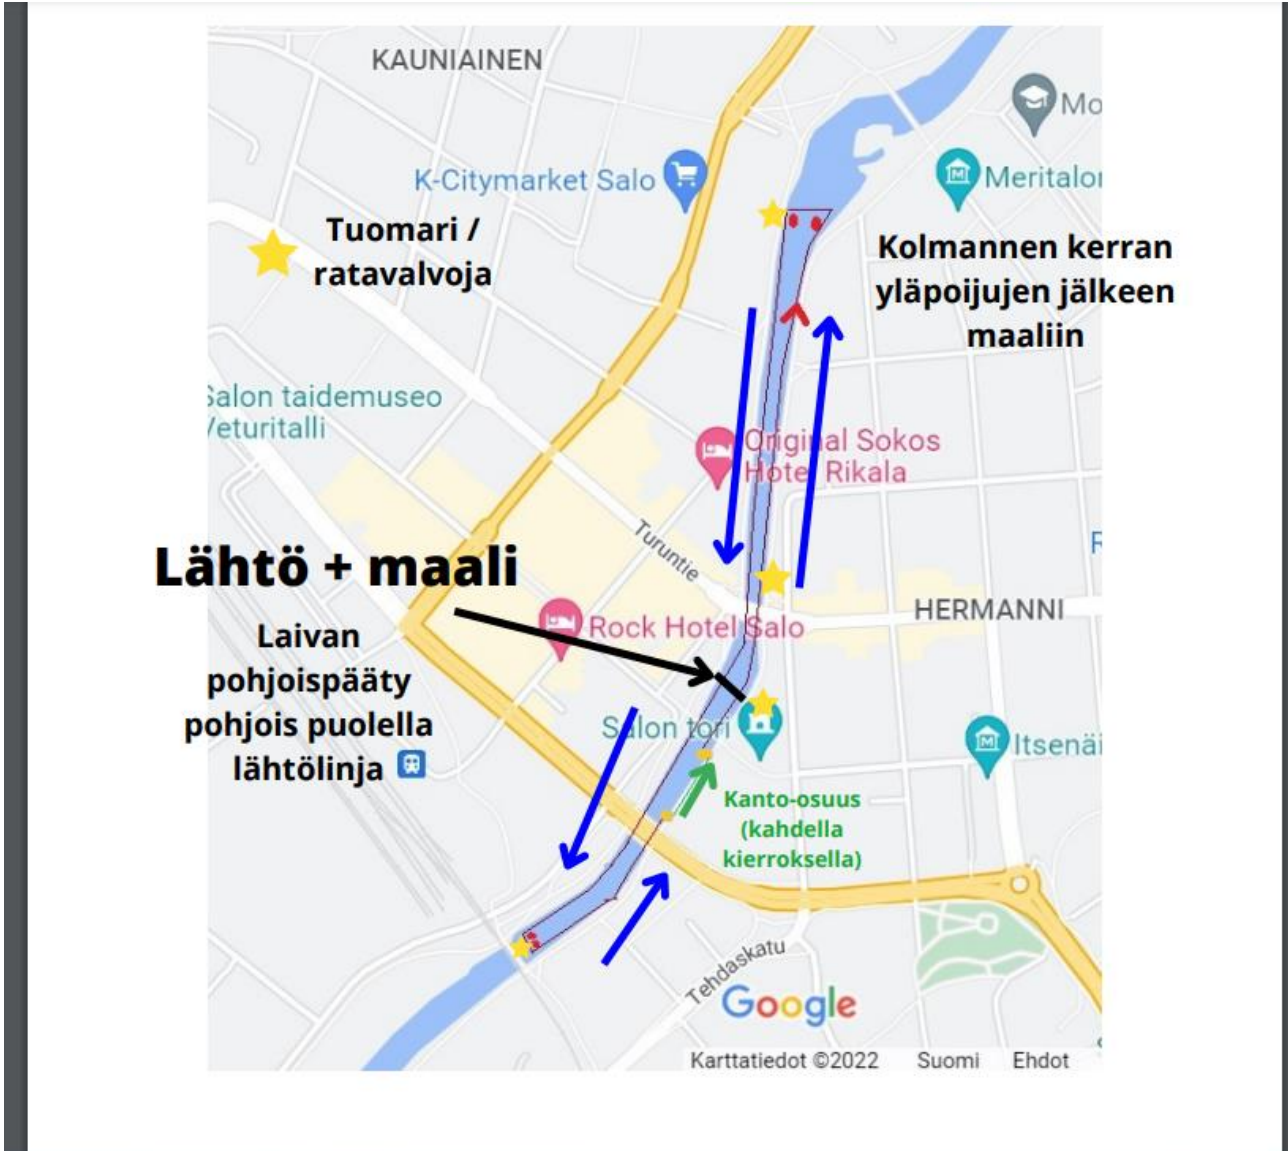 KAUNIAINEN
Mo
K-Citymarket Salo
Meritalor
Tuomari /
ratavalvoja
Kolmannen kerran
yläpoijujen jälkeen
maaliin
Salon taidemuseo
Veturitalli
Original Sokos
Hotel Rikala
Turuntie
Lähtö + maali
HERMANNI
Rock Hotel Salo
Laivan
pohjoispääty
pohjois puolella
lähtölinja
Salon tori
Itsenäi
Kanto-osuus
(kahdella
kierroksella)
Tehdaskatu
Google
Karttatiedot ©2022 Suomi Ehdot